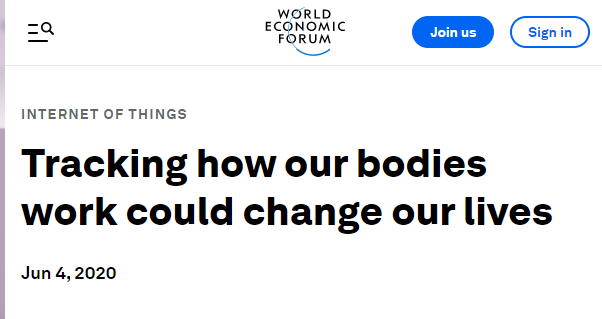 WORLD
ECONOMIC
FORUM
Join us
Sign in
INTERNET OF THINGS
Tracking how our bodies
work could change our lives
Jun 4, 2020